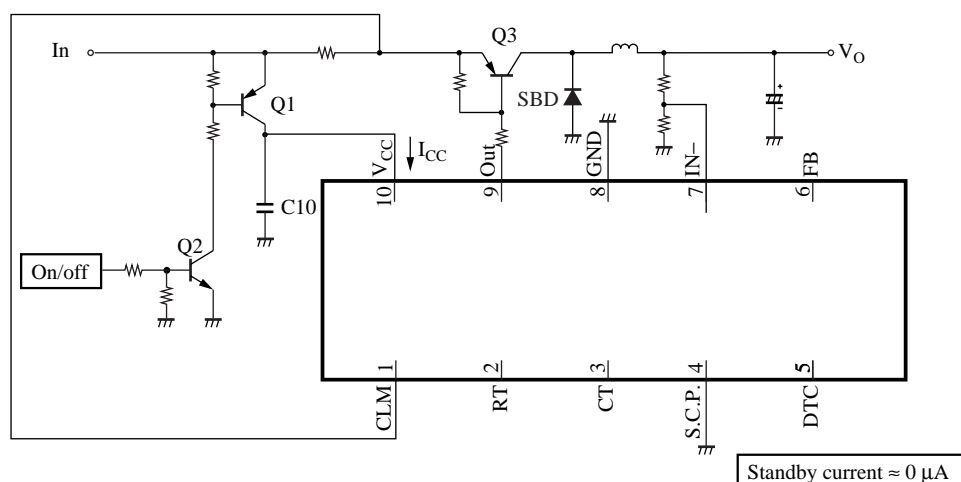 Q3
In
V_O
SBD
Q1
V_CC
I_CC
Out
GND
IN−
FB
10
9
8
7
6
C10
Q2
On/off
1
2
3
4
5
CLM
RT
CT
S.C.P.
DTC
+
−
Standby current ≈ 0 μA